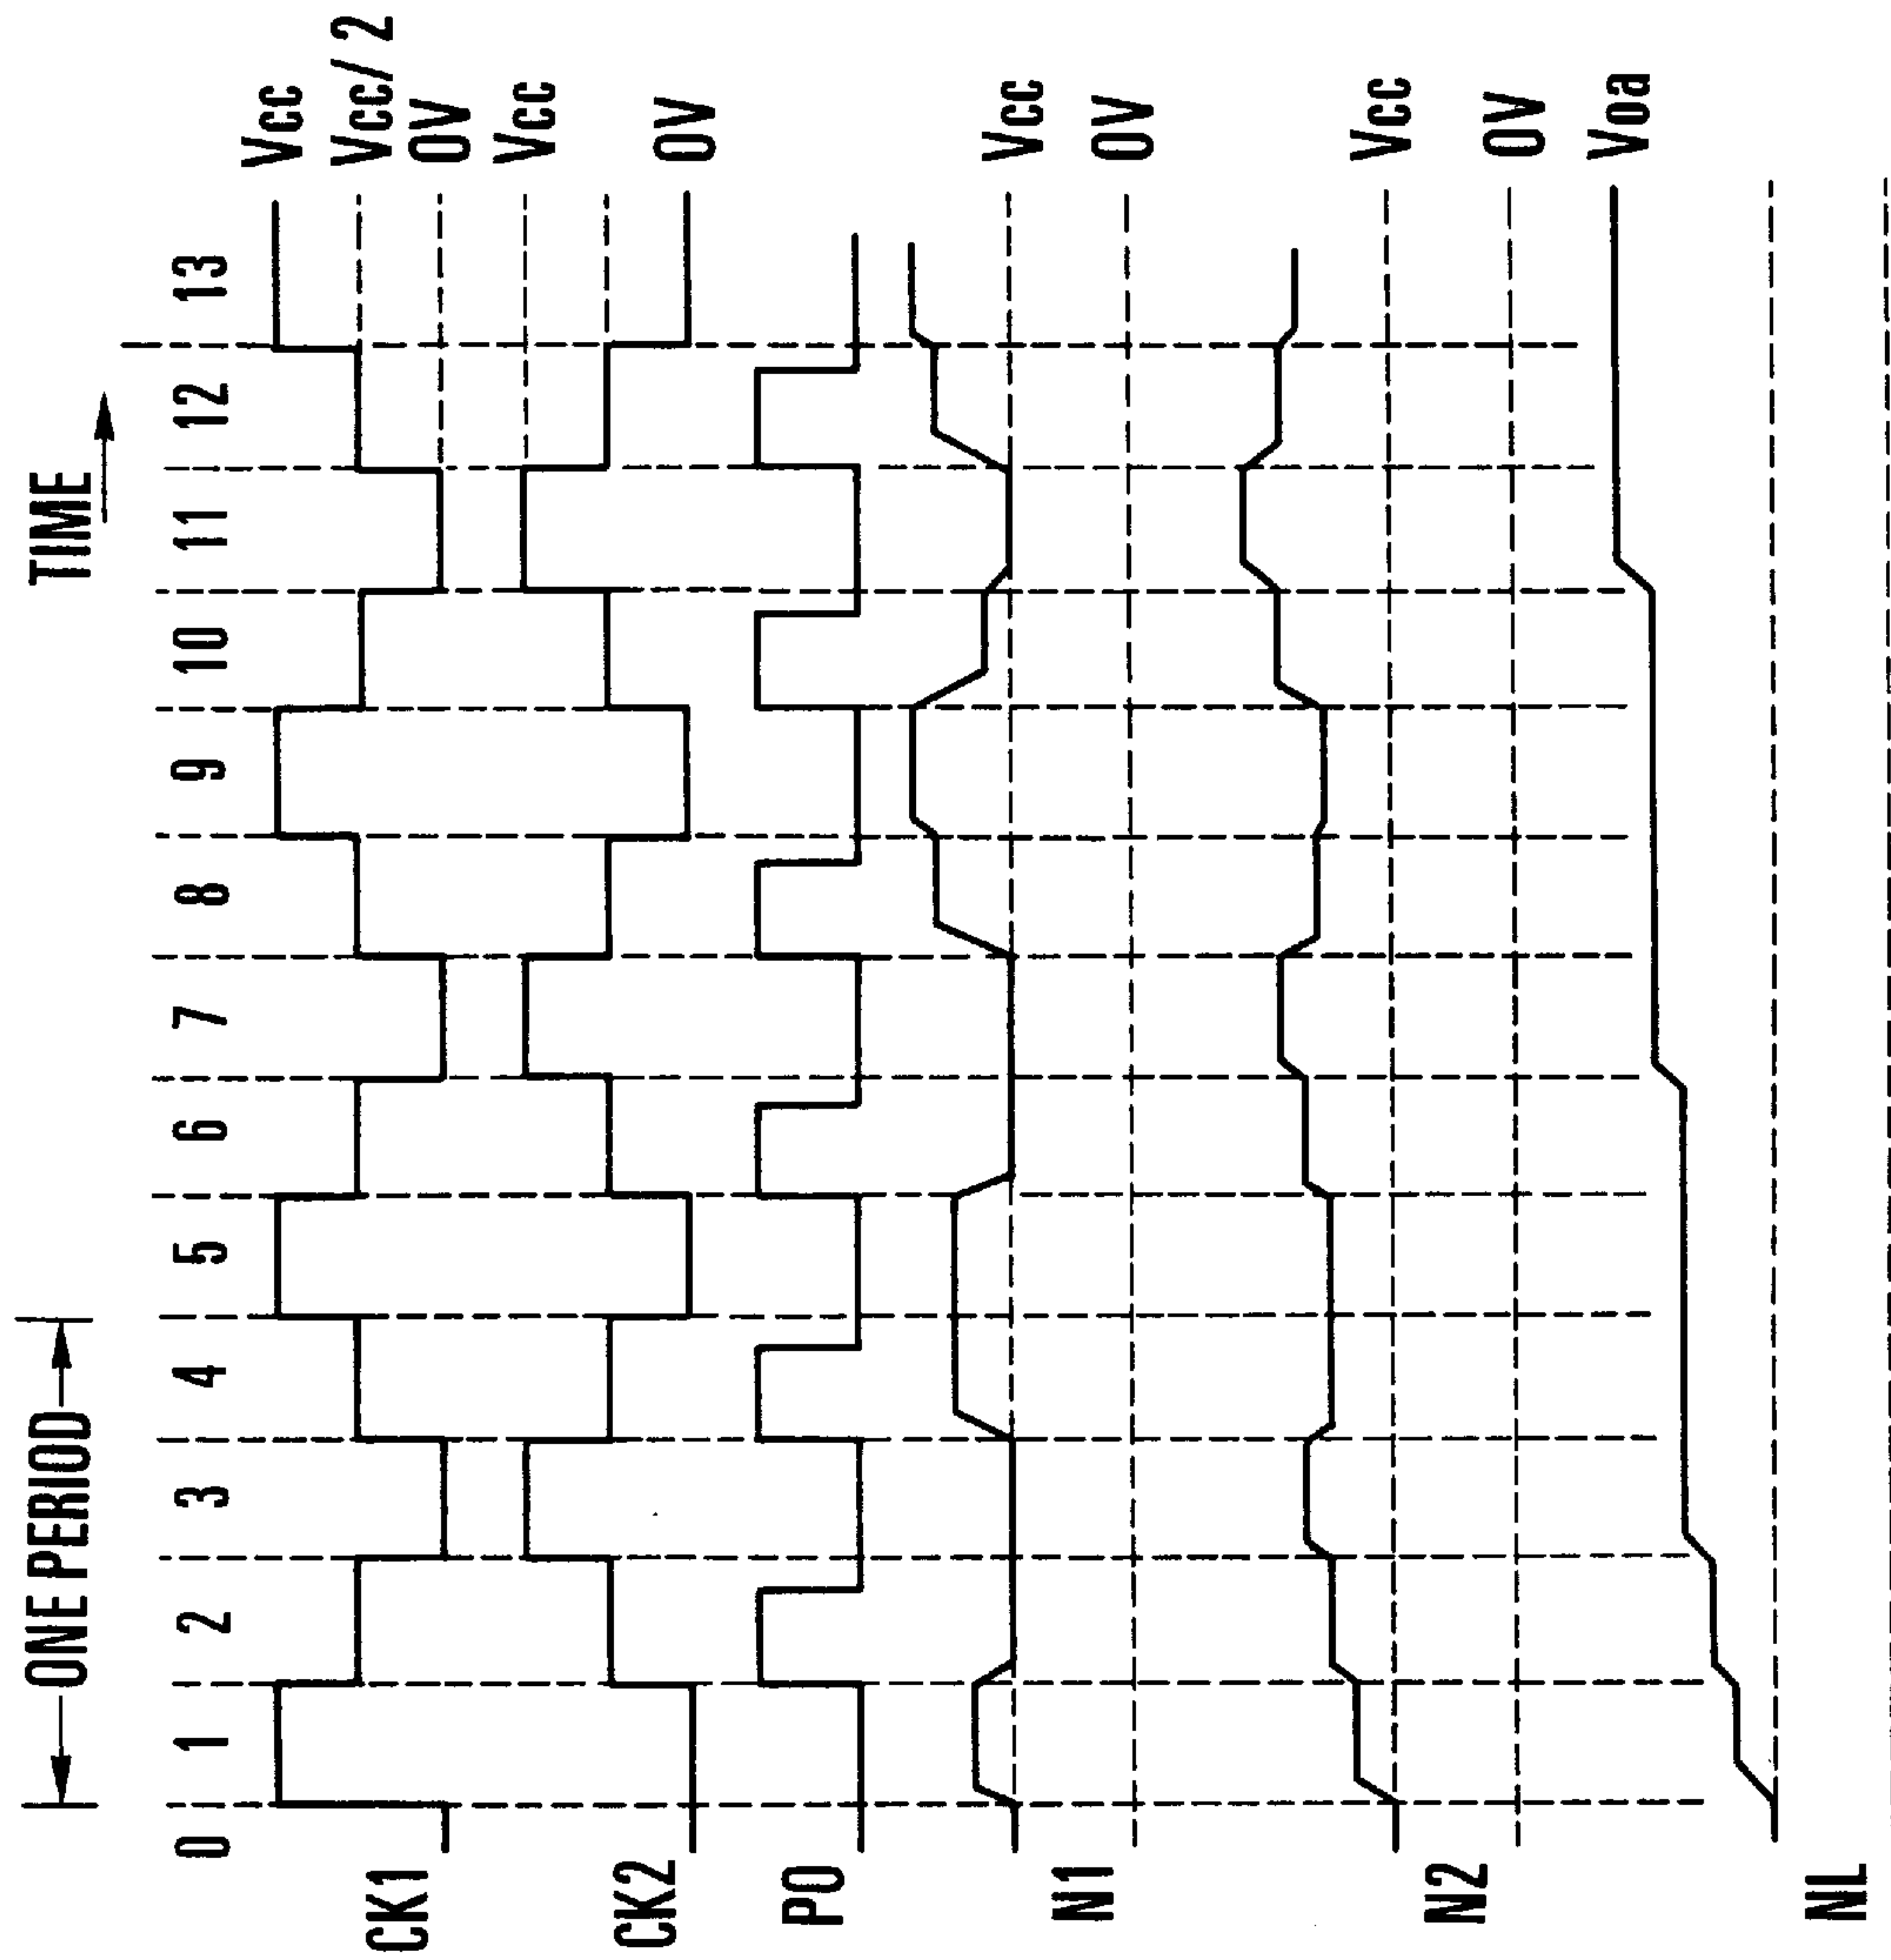 ONE PERIOD
TIME
0 1 2 3 4 5 6 7 8 9 10 11 12 13
CK1
Vcc
Vcc/2
0V
CK2
Vcc
0V
PO
N1
Vcc
0V
N2
Vcc
0V
NL
Voa